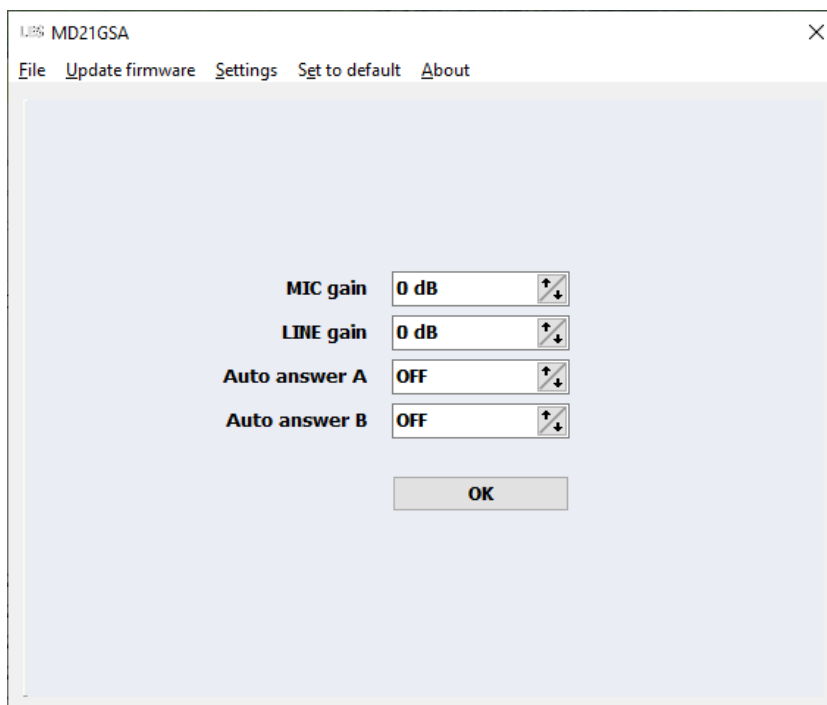 MD21GSA
File Update firmware Settings Set to default About
MIC gain 0 dB
LINE gain 0 dB
Auto answer A OFF
Auto answer B OFF
OK